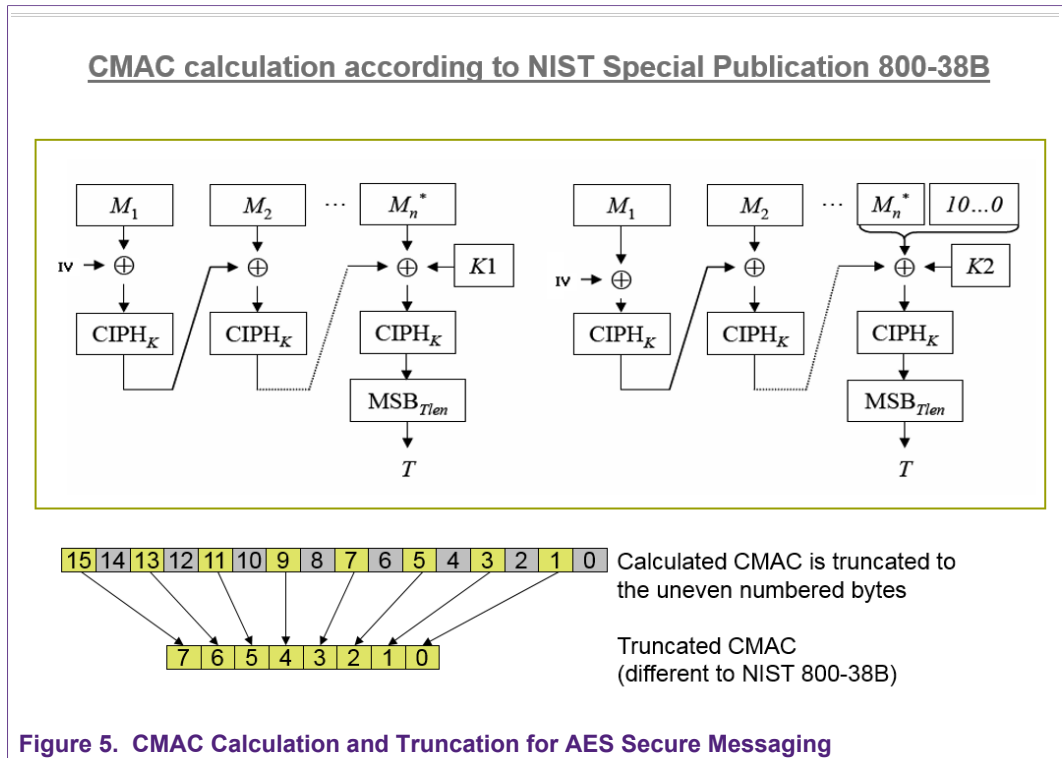 CMAC calculation according to NIST Special Publication 800-38B
M1 M2 ... Mn*
IV K1
CIPHK CIPHK CIPHK
MSBTlen
T
M1 M2 ... Mn* 10...0
IV K2
CIPHK CIPHK CIPHK
MSBTlen
T
15 14 13 12 11 10 9 8 7 6 5 4 3 2 1 0
Calculated CMAC is truncated to
the uneven numbered bytes
7 6 5 4 3 2 1 0
Truncated CMAC
(different to NIST 800-38B)
Figure 5. CMAC Calculation and Truncation for AES Secure Messaging